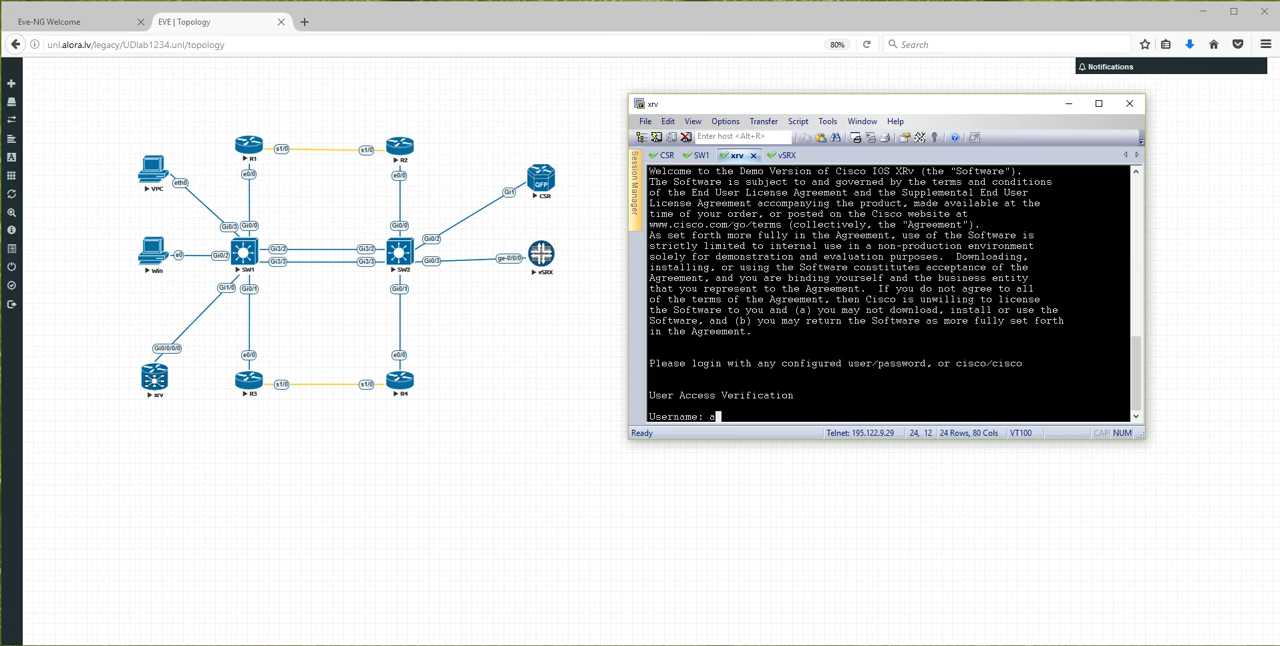 Eve-NG Welcome
EVE | Topology
unl.alora.lv/legacy/UDlab1234.unl/topology
80%
Search
Notifications
R1
s1/0
s1/0
R2
e0/0
e0/0
VPC
eth0
Gi0/3
Gi0/0
Gi0/0
Gi0/2
Gi1
CSR
Win
e0
Gi0/2
SW1
Gi3/2
Gi3/2
Gi3/3
Gi3/3
SW2
Gi0/3
ge-0/0/0
vSRX
Gi1/0
Gi0/1
Gi0/1
Gi0/0/0/0
xrv
e0/0
e0/0
R3
s1/0
s1/0
R4
xrv
File Edit View Options Transfer Script Tools Window Help
Enter host <Alt+R>
CSR SW1 xrv vSRX
Session Manager
Welcome to the Demo Version of Cisco IOS XRv (the "Software").
The Software is subject to and governed by the terms and conditions
of the End User License Agreement and the Supplemental End User
License Agreement accompanying the product, made available at the
time of your order, or posted on the Cisco website at
www.cisco.com/go/terms (collectively, the "Agreement").
As set forth more fully in the Agreement, use of the Software is
strictly limited to internal use in a non-production environment
solely for demonstration and evaluation purposes. Downloading,
installing, or using the Software constitutes acceptance of the
Agreement, and you are binding yourself and the business entity
that you represent to the Agreement. If you do not agree to all
of the terms of the Agreement, then Cisco is unwilling to license
the Software to you and (a) you may not download, install or use the
Software, and (b) you may return the Software as more fully set forth
in the Agreement.
Please login with any configured user/password, or cisco/cisco
User Access Verification
Username: a
Ready
Telnet: 195.122.9.29 24, 12 24 Rows, 80 Cols VT100 CAP NUM